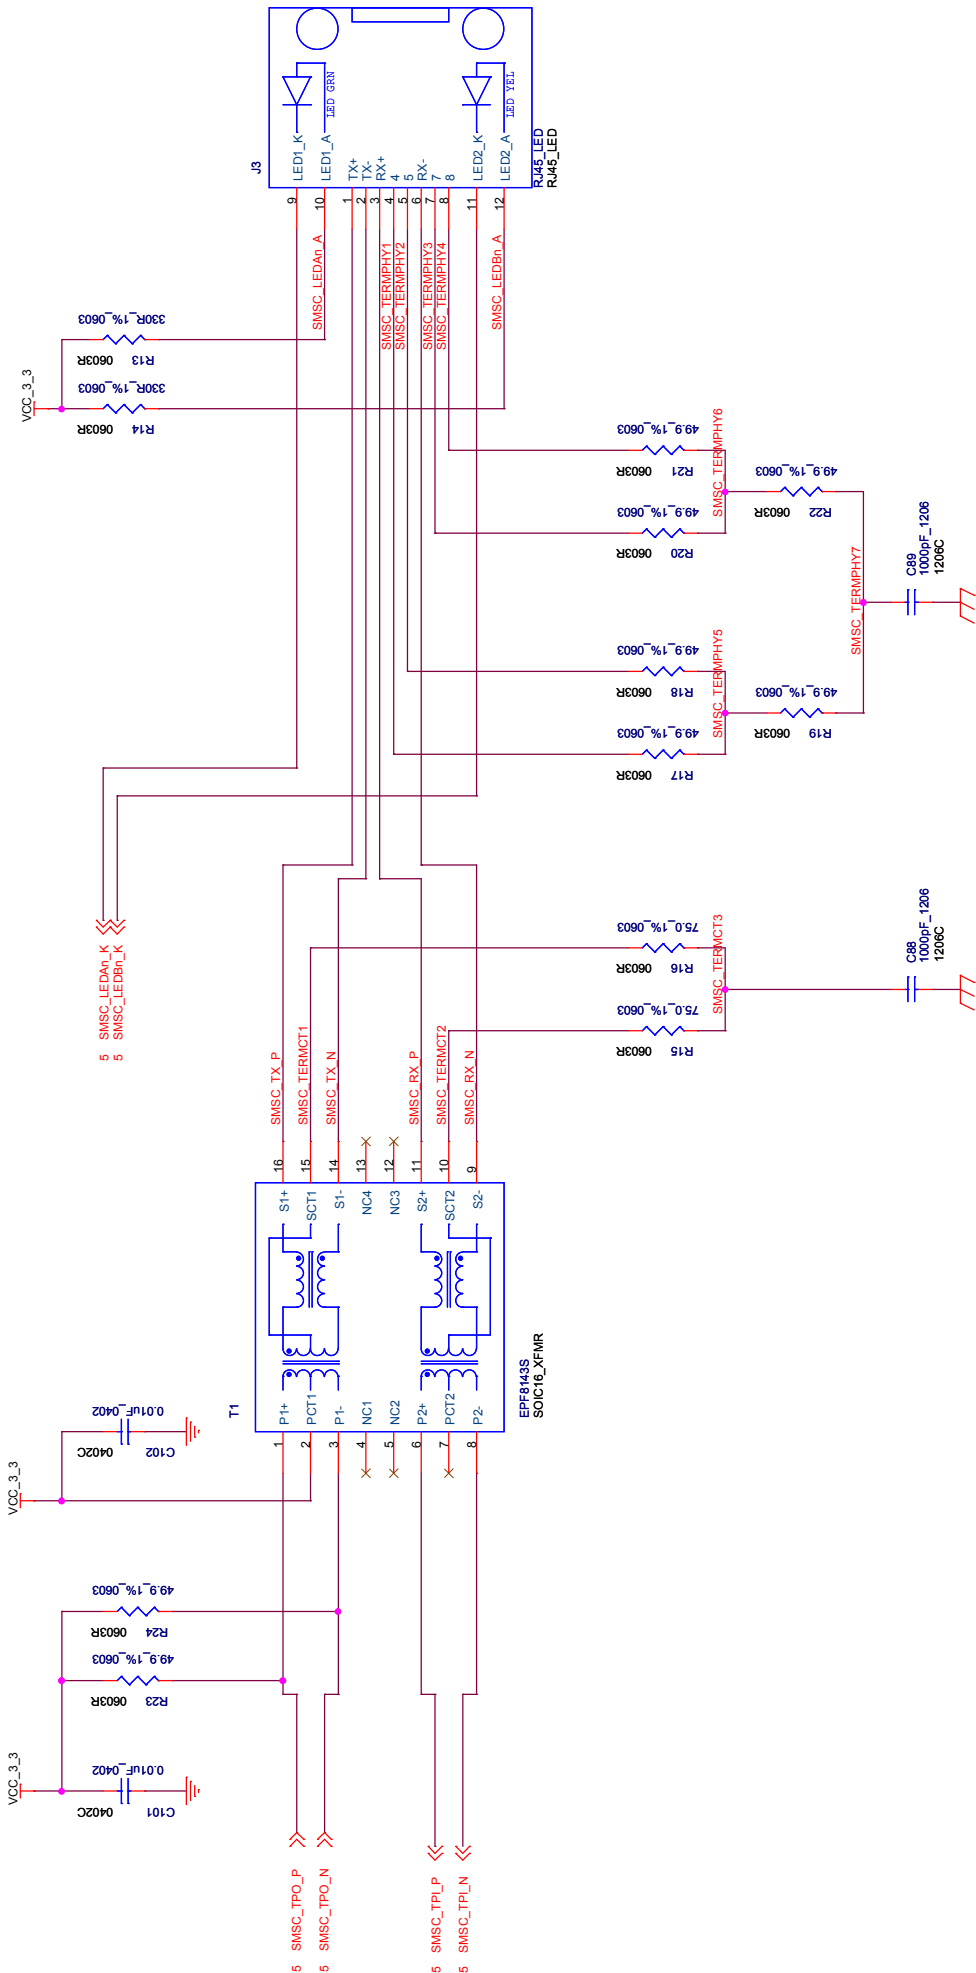 J3
LED GRN
LED YEL
LED1_K
LED1_A
TX+
TX-
RX+
4
5
RX-
7
8
LED2_K
LED2_A
RJ45_LED
RJ45_LED
9
10
1
2
3
4
5
6
7
8
11
12
SMSC_LEDAn_A
SMSC_TERMPHY1
SMSC_TERMPHY2
SMSC_TERMPHY3
SMSC_TERMPHY4
SMSC_LEDBn_A
VCC_3_3
330R_1%_0603
0603R
R13
330R_1%_0603
0603R
R14
49.9_1%_0603
0603R
R21
49.9_1%_0603
0603R
R20
SMSC_TERMPHY6
49.9_1%_0603
0603R
R22
49.9_1%_0603
0603R
R18
49.9_1%_0603
0603R
R17
SMSC_TERMPHY5
49.9_1%_0603
0603R
R19
SMSC_TERMPHY7
C89
1000pF_1206
1206C
5 SMSC_LEDAn_K
5 SMSC_LEDBn_K
75.0_1%_0603
0603R
R16
75.0_1%_0603
0603R
R15
SMSC_TERMCT3
C88
1000pF_1206
1206C
SMSC_TX_P
SMSC_TERMCT1
SMSC_TX_N
SMSC_RX_P
SMSC_TERMCT2
SMSC_RX_N
16
15
14
13
12
11
10
9
S1+
SCT1
S1-
NC4
NC3
S2+
SCT2
S2-
T1
P1+
PCT1
P1-
NC1
NC2
P2+
PCT2
P2-
EPF8143S
SOIC16_XFMR
1
2
3
4
5
6
7
8
VCC_3_3
0.01uF_0402
0402C
C102
49.9_1%_0603
0603R
R24
49.9_1%_0603
0603R
R23
VCC_3_3
0.01uF_0402
0402C
C101
5 SMSC_TPO_P
5 SMSC_TPO_N
5 SMSC_TPI_P
5 SMSC_TPI_N